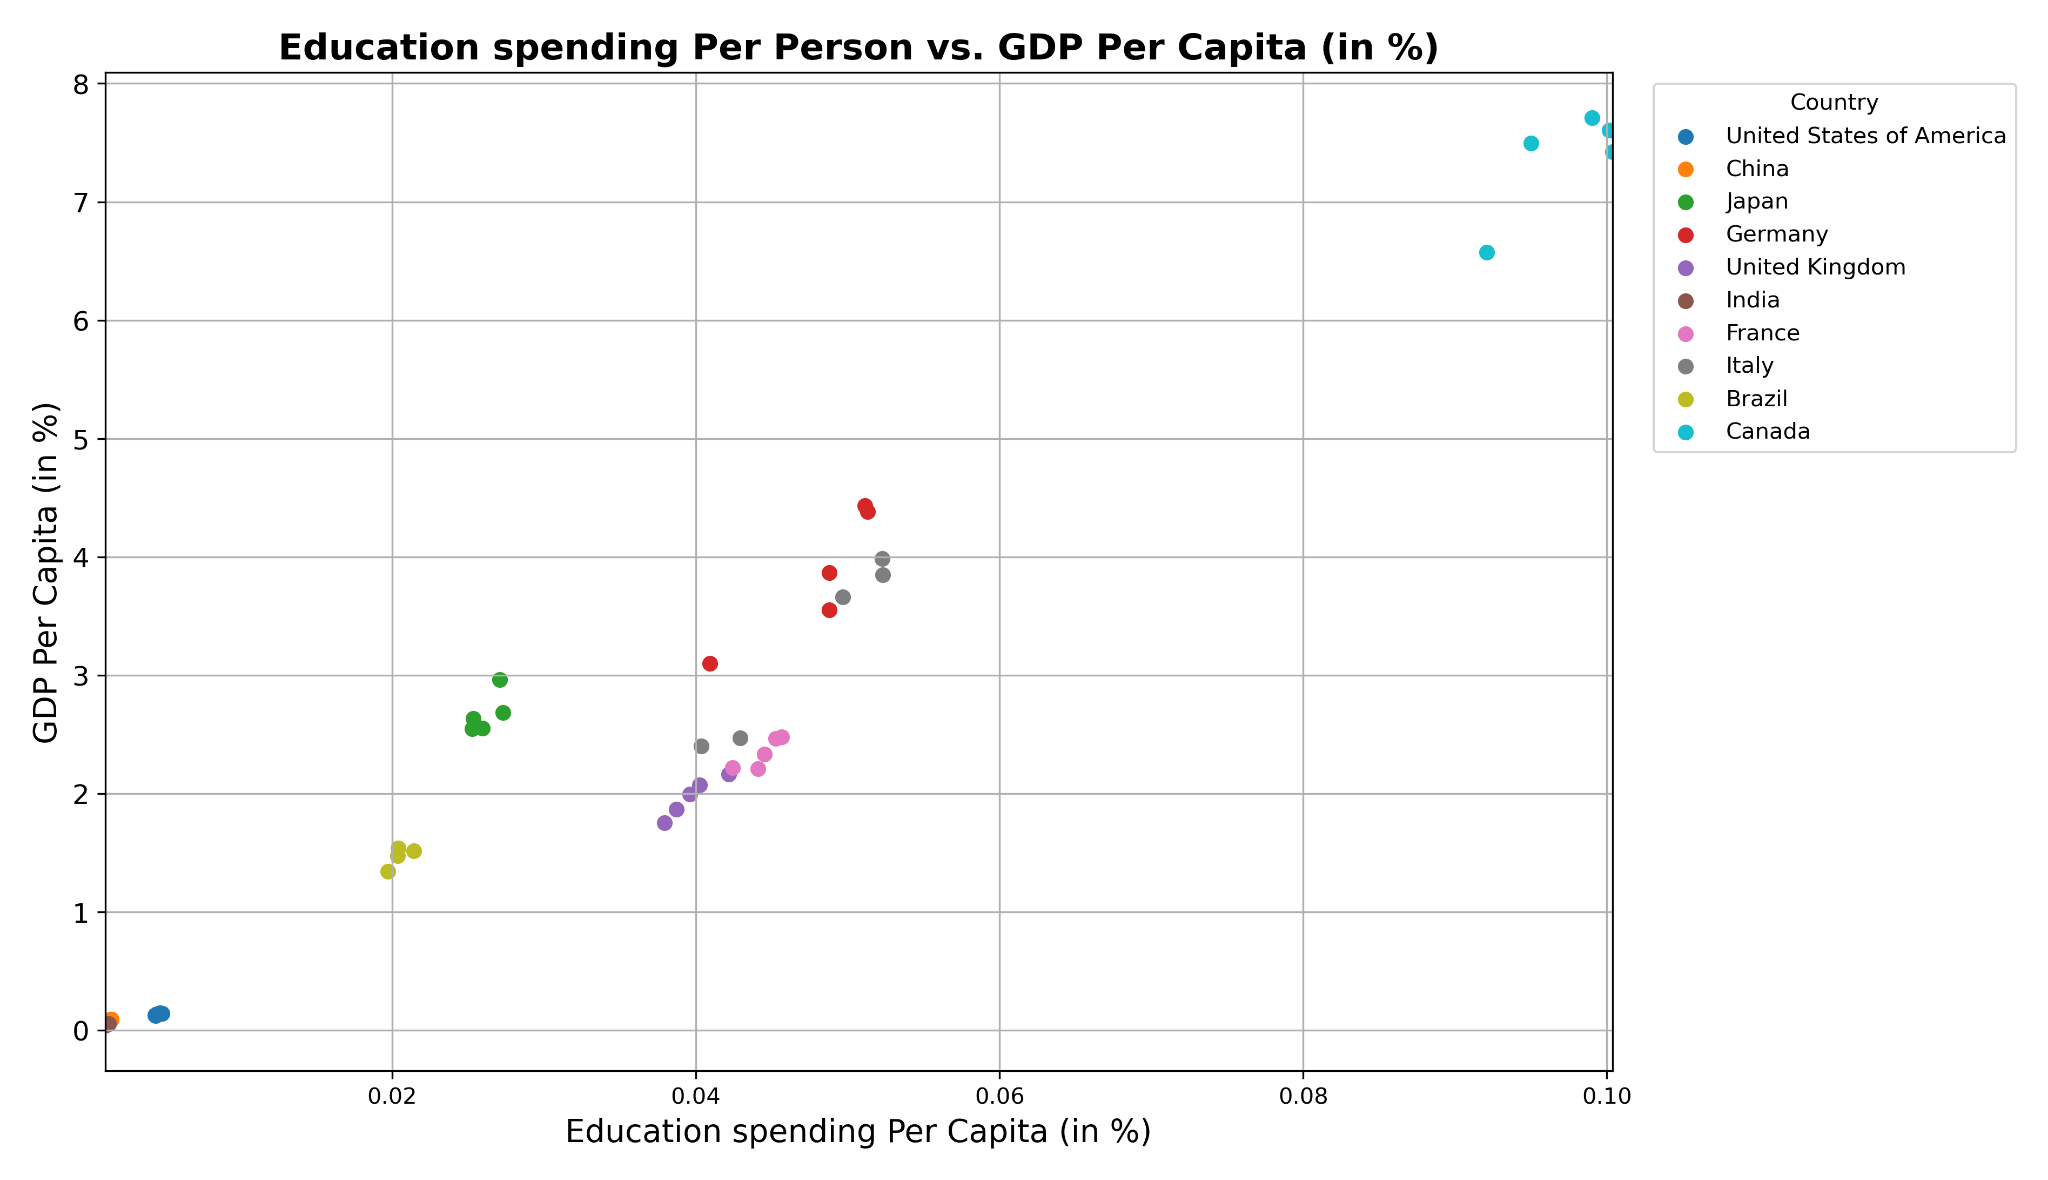 Education spending Per Person vs. GDP Per Capita (in %)
Country
United States of America
China
Japan
Germany
United Kingdom
India
France
Italy
Brazil
Canada
GDP Per Capita (in %)
8
7
6
5
4
3
2
1
0
0.02 0.04 0.06 0.08 0.10
Education spending Per Capita (in %)